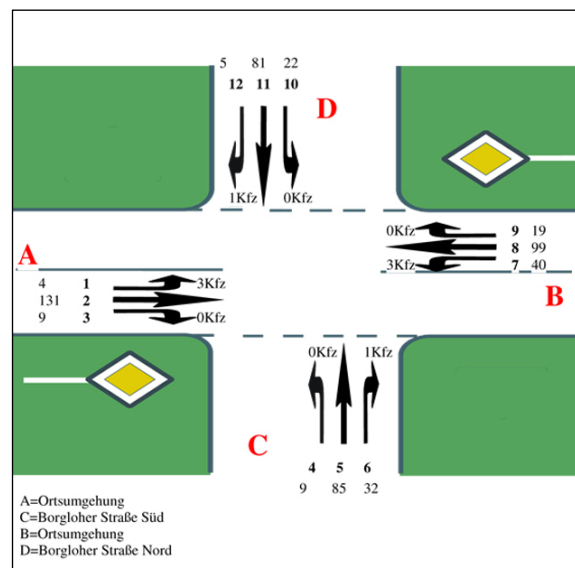 5 81 22
12 11 10
D
1Kfz 0Kfz
0Kfz 9 19
8 99
3Kfz 7 40
A
B
4 1 3Kfz
131 2
9 3 0Kfz
0Kfz 1Kfz
C
4 5 6
9 85 32
A=Ortsumgehung
C=Borgloher Straße Süd
B=Ortsumgehung
D=Borgloher Straße Nord